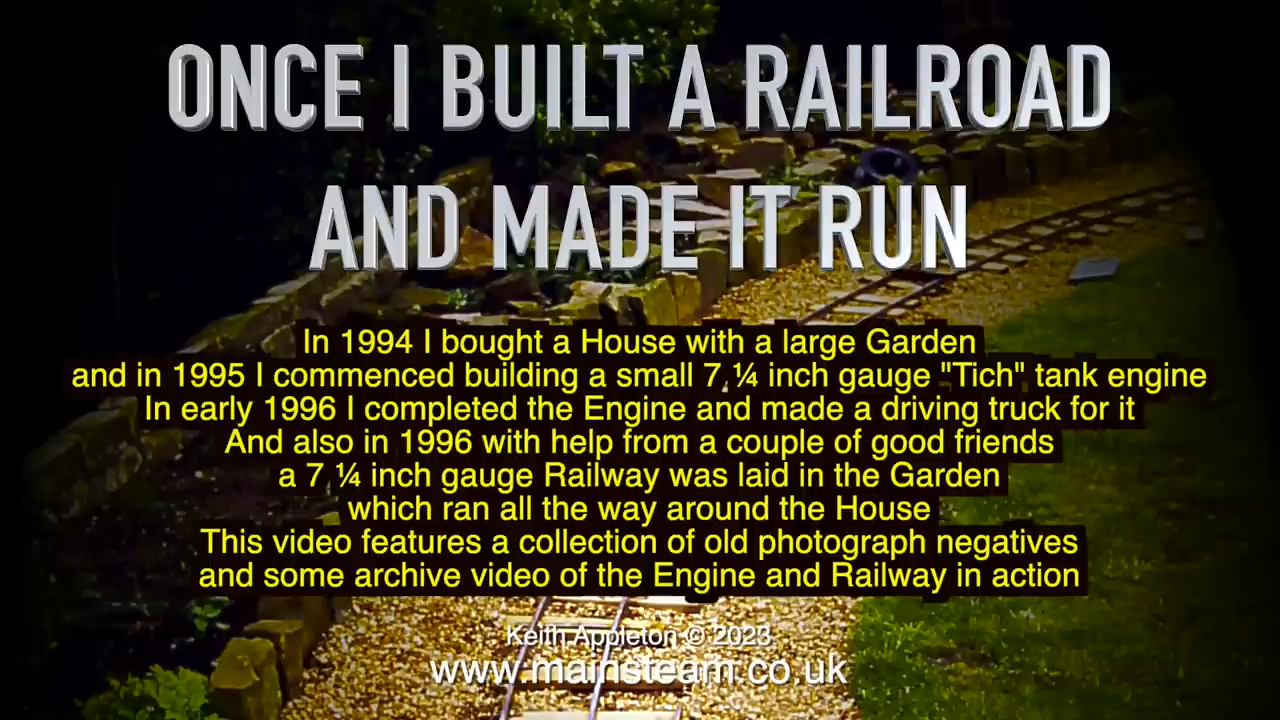 ONCE I BUILT A RAILROAD
AND MADE IT RUN
In 1994 I bought a House with a large Garden
and in 1995 I commenced building a small 7 ¼ inch gauge "Tich" tank engine
In early 1996 I completed the Engine and made a driving truck for it
And also in 1996 with help from a couple of good friends
a 7 ¼ inch gauge Railway was laid in the Garden
which ran all the way around the House
This video features a collection of old photograph negatives
and some archive video of the Engine and Railway in action
Keith Appleton © 2023
www.mainsteam.co.uk